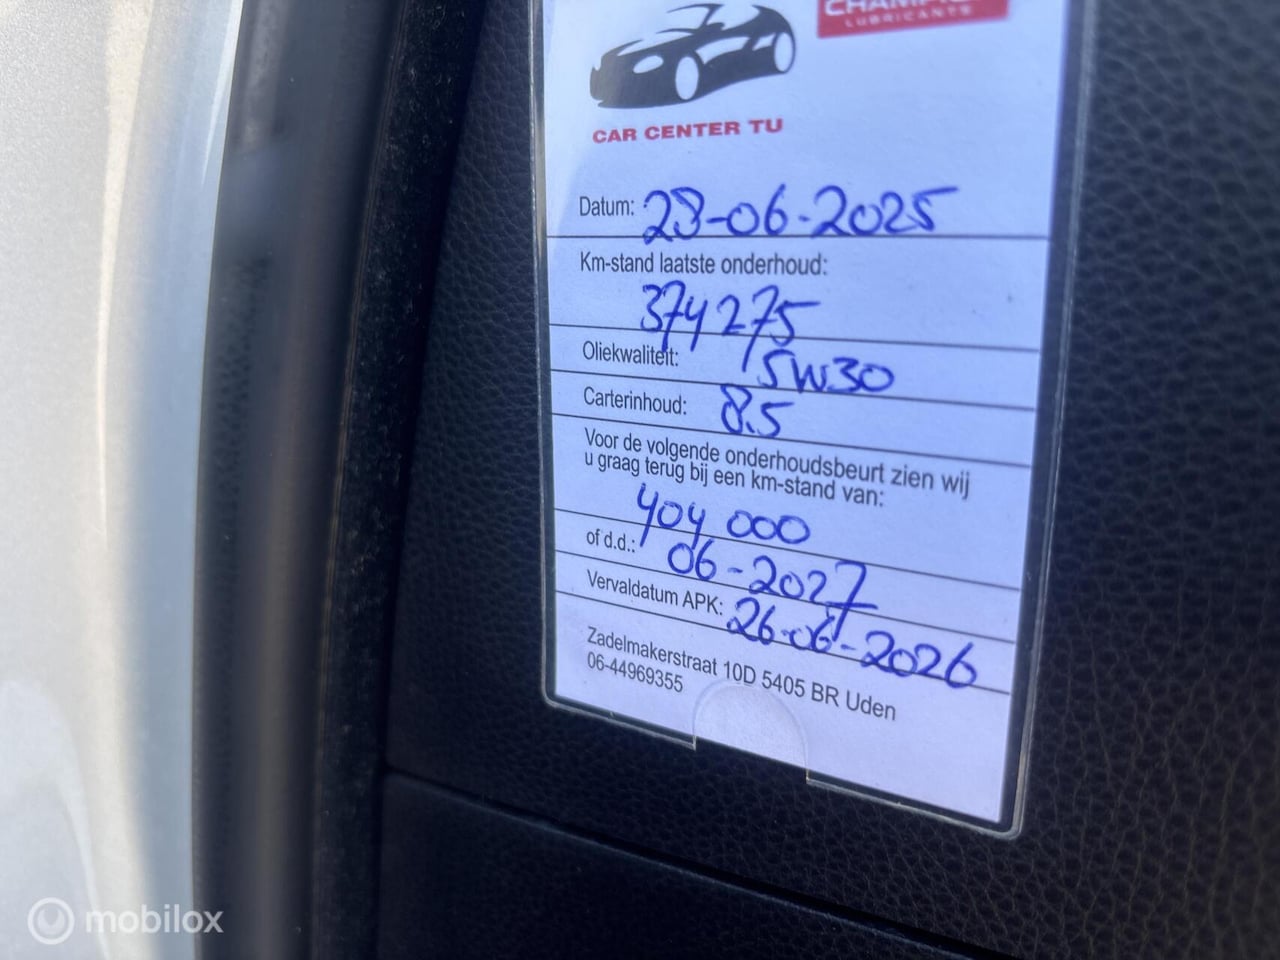 CHAMPION
LUBRICANTS
CAR CENTER TU
Datum: 28-06-2025
Km-stand laatste onderhoud:
374275
Oliekwaliteit: 5W30
Carterinhoud: 8.5
Voor de volgende onderhoudsbeurt zien wij
u graag terug bij een km-stand van:
404 000
of d.d.: 06-2027
Vervaldatum APK: 26-06-2026
Zadelmakerstraat 10D 5405 BR Uden
06-44969355
mobilox